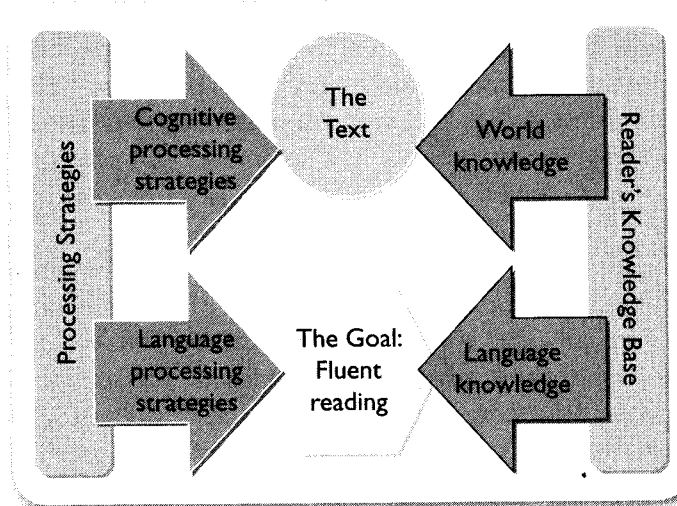 Processing Strategies
Cognitive
processing
strategies
The
Text
World
knowledge
Reader's Knowledge Base
Language
processing
strategies
The Goal:
Fluent
reading
Language
knowledge